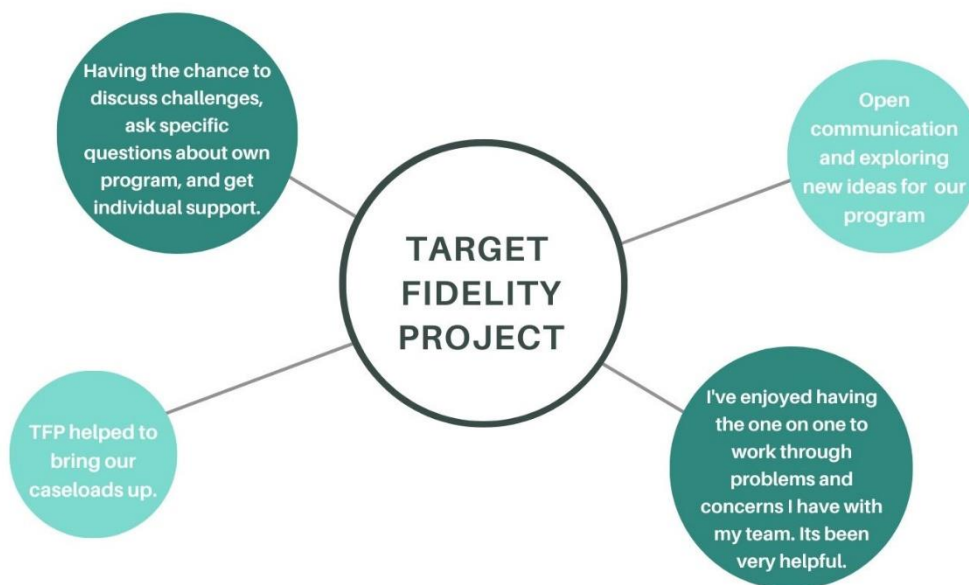 Having the chance to
discuss challenges,
ask specific
questions about own
program, and get
individual support.
Open
communication
and exploring
new ideas for our
program
TARGET
FIDELITY
PROJECT
TFP helped to
bring our
caseloads up.
I've enjoyed having
the one on one to
work through
problems and
concerns I have with
my team. Its been
very helpful.